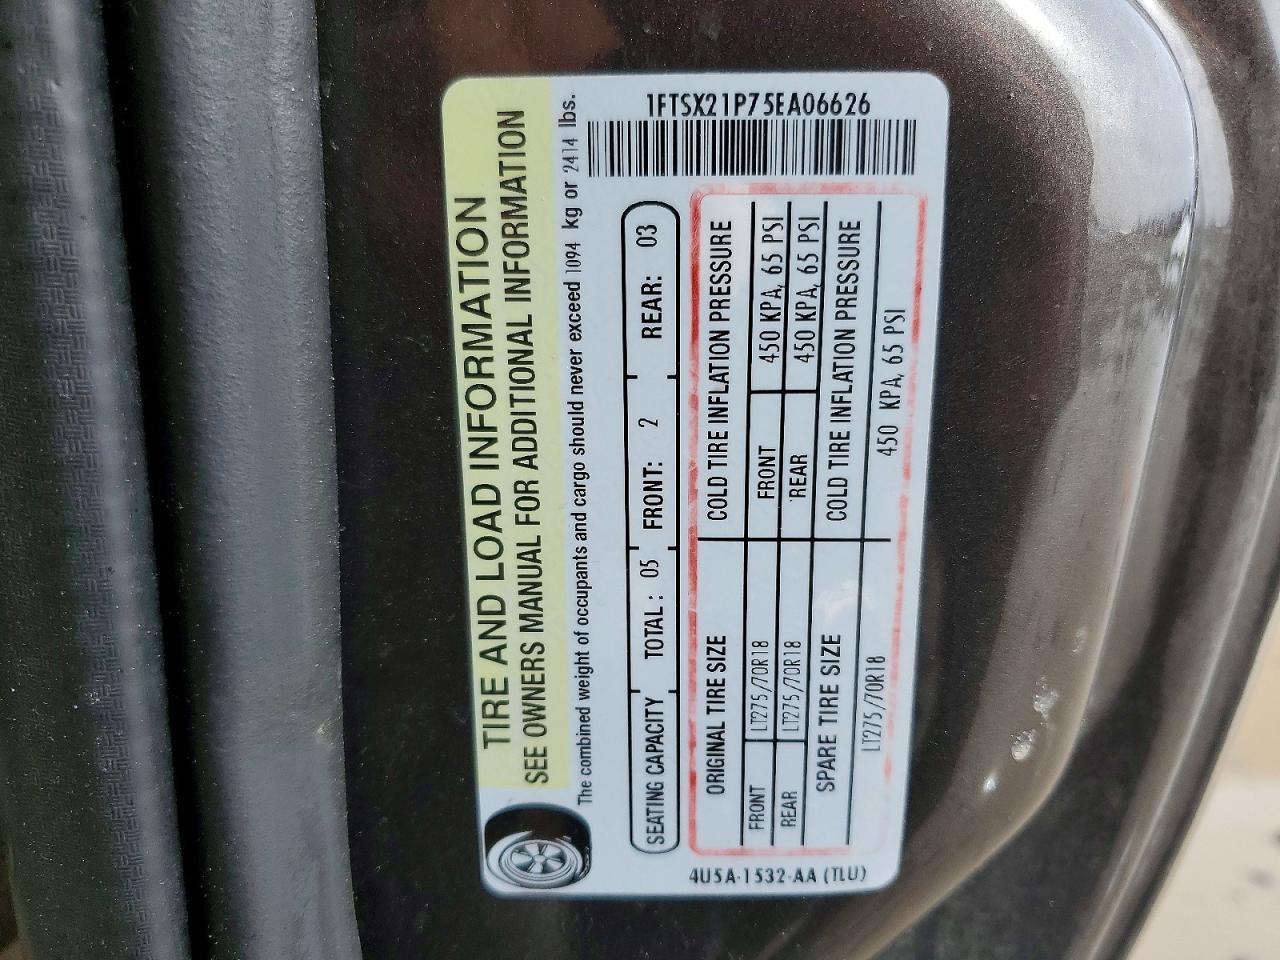 TIRE AND LOAD INFORMATION
SEE OWNERS MANUAL FOR ADDITIONAL INFORMATION
The combined weight of occupants and cargo should never exceed 1094 kg or 2414 lbs.
1FTSX21P75EA06626
SEATING CAPACITY TOTAL: 05 FRONT: 2 REAR: 03
ORIGINAL TIRE SIZE COLD TIRE INFLATION PRESSURE
FRONT LT275/70R18 FRONT 450 KPA, 65 PSI
REAR LT275/70R18 REAR 450 KPA, 65 PSI
SPARE TIRE SIZE COLD TIRE INFLATION PRESSURE
LT275/70R18 450 KPA, 65 PSI
4U5A-1532-AA (TLU)